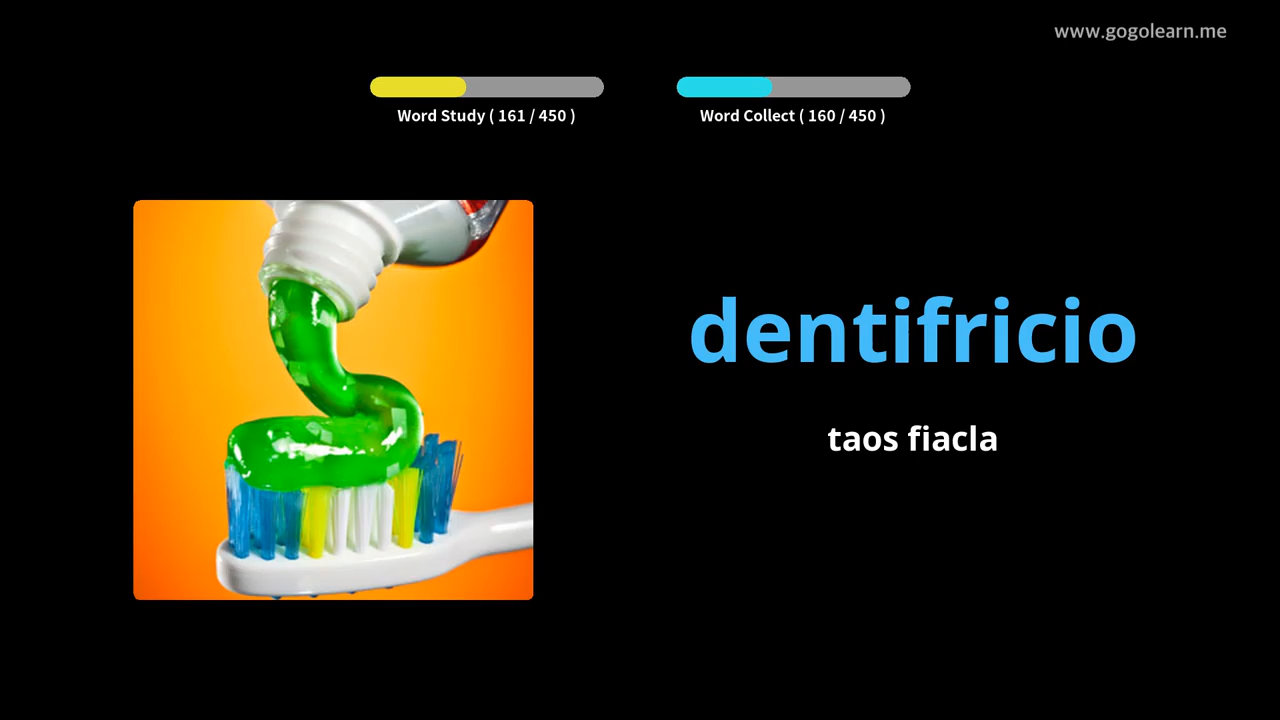 www.gogolearn.me
Word Study ( 161 / 450 )
Word Collect ( 160 / 450 )
dentifricio
taos fiacla